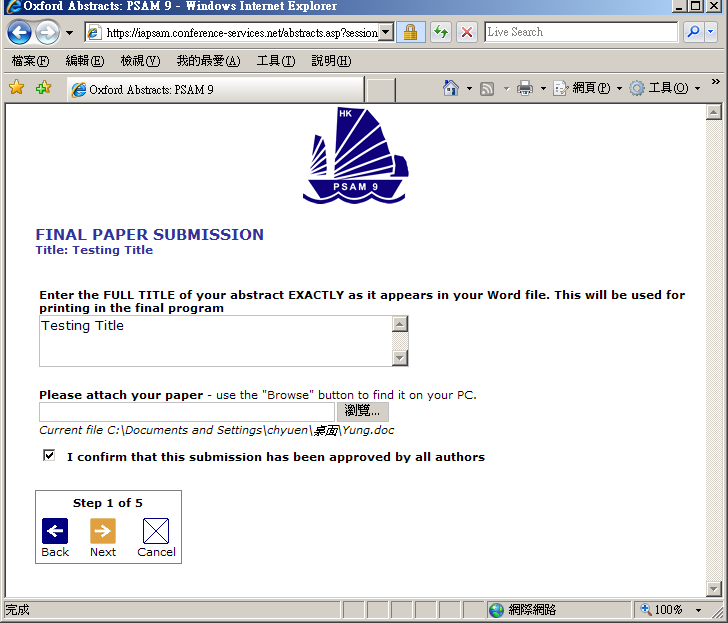 Oxford Abstracts: PSAM 9 - Windows Internet Explorer
https://iapsam.conference-services.net/abstracts.asp?session
Live Search
檔案(F) 編輯(E) 檢視(V) 我的最愛(A) 工具(T) 說明(H)
Oxford Abstracts: PSAM 9
網頁(P) 工具(O) »
HK
PSAM 9
FINAL PAPER SUBMISSION
Title: Testing Title
Enter the FULL TITLE of your abstract EXACTLY as it appears in your Word file. This will be used for
printing in the final program
Testing Title
Please attach your paper - use the "Browse" button to find it on your PC.
瀏覽...
Current file C:\Documents and Settings\chyuen\桌面\Yung.doc
I confirm that this submission has been approved by all authors
Step 1 of 5
Back Next Cancel
完成 網際網路 100%